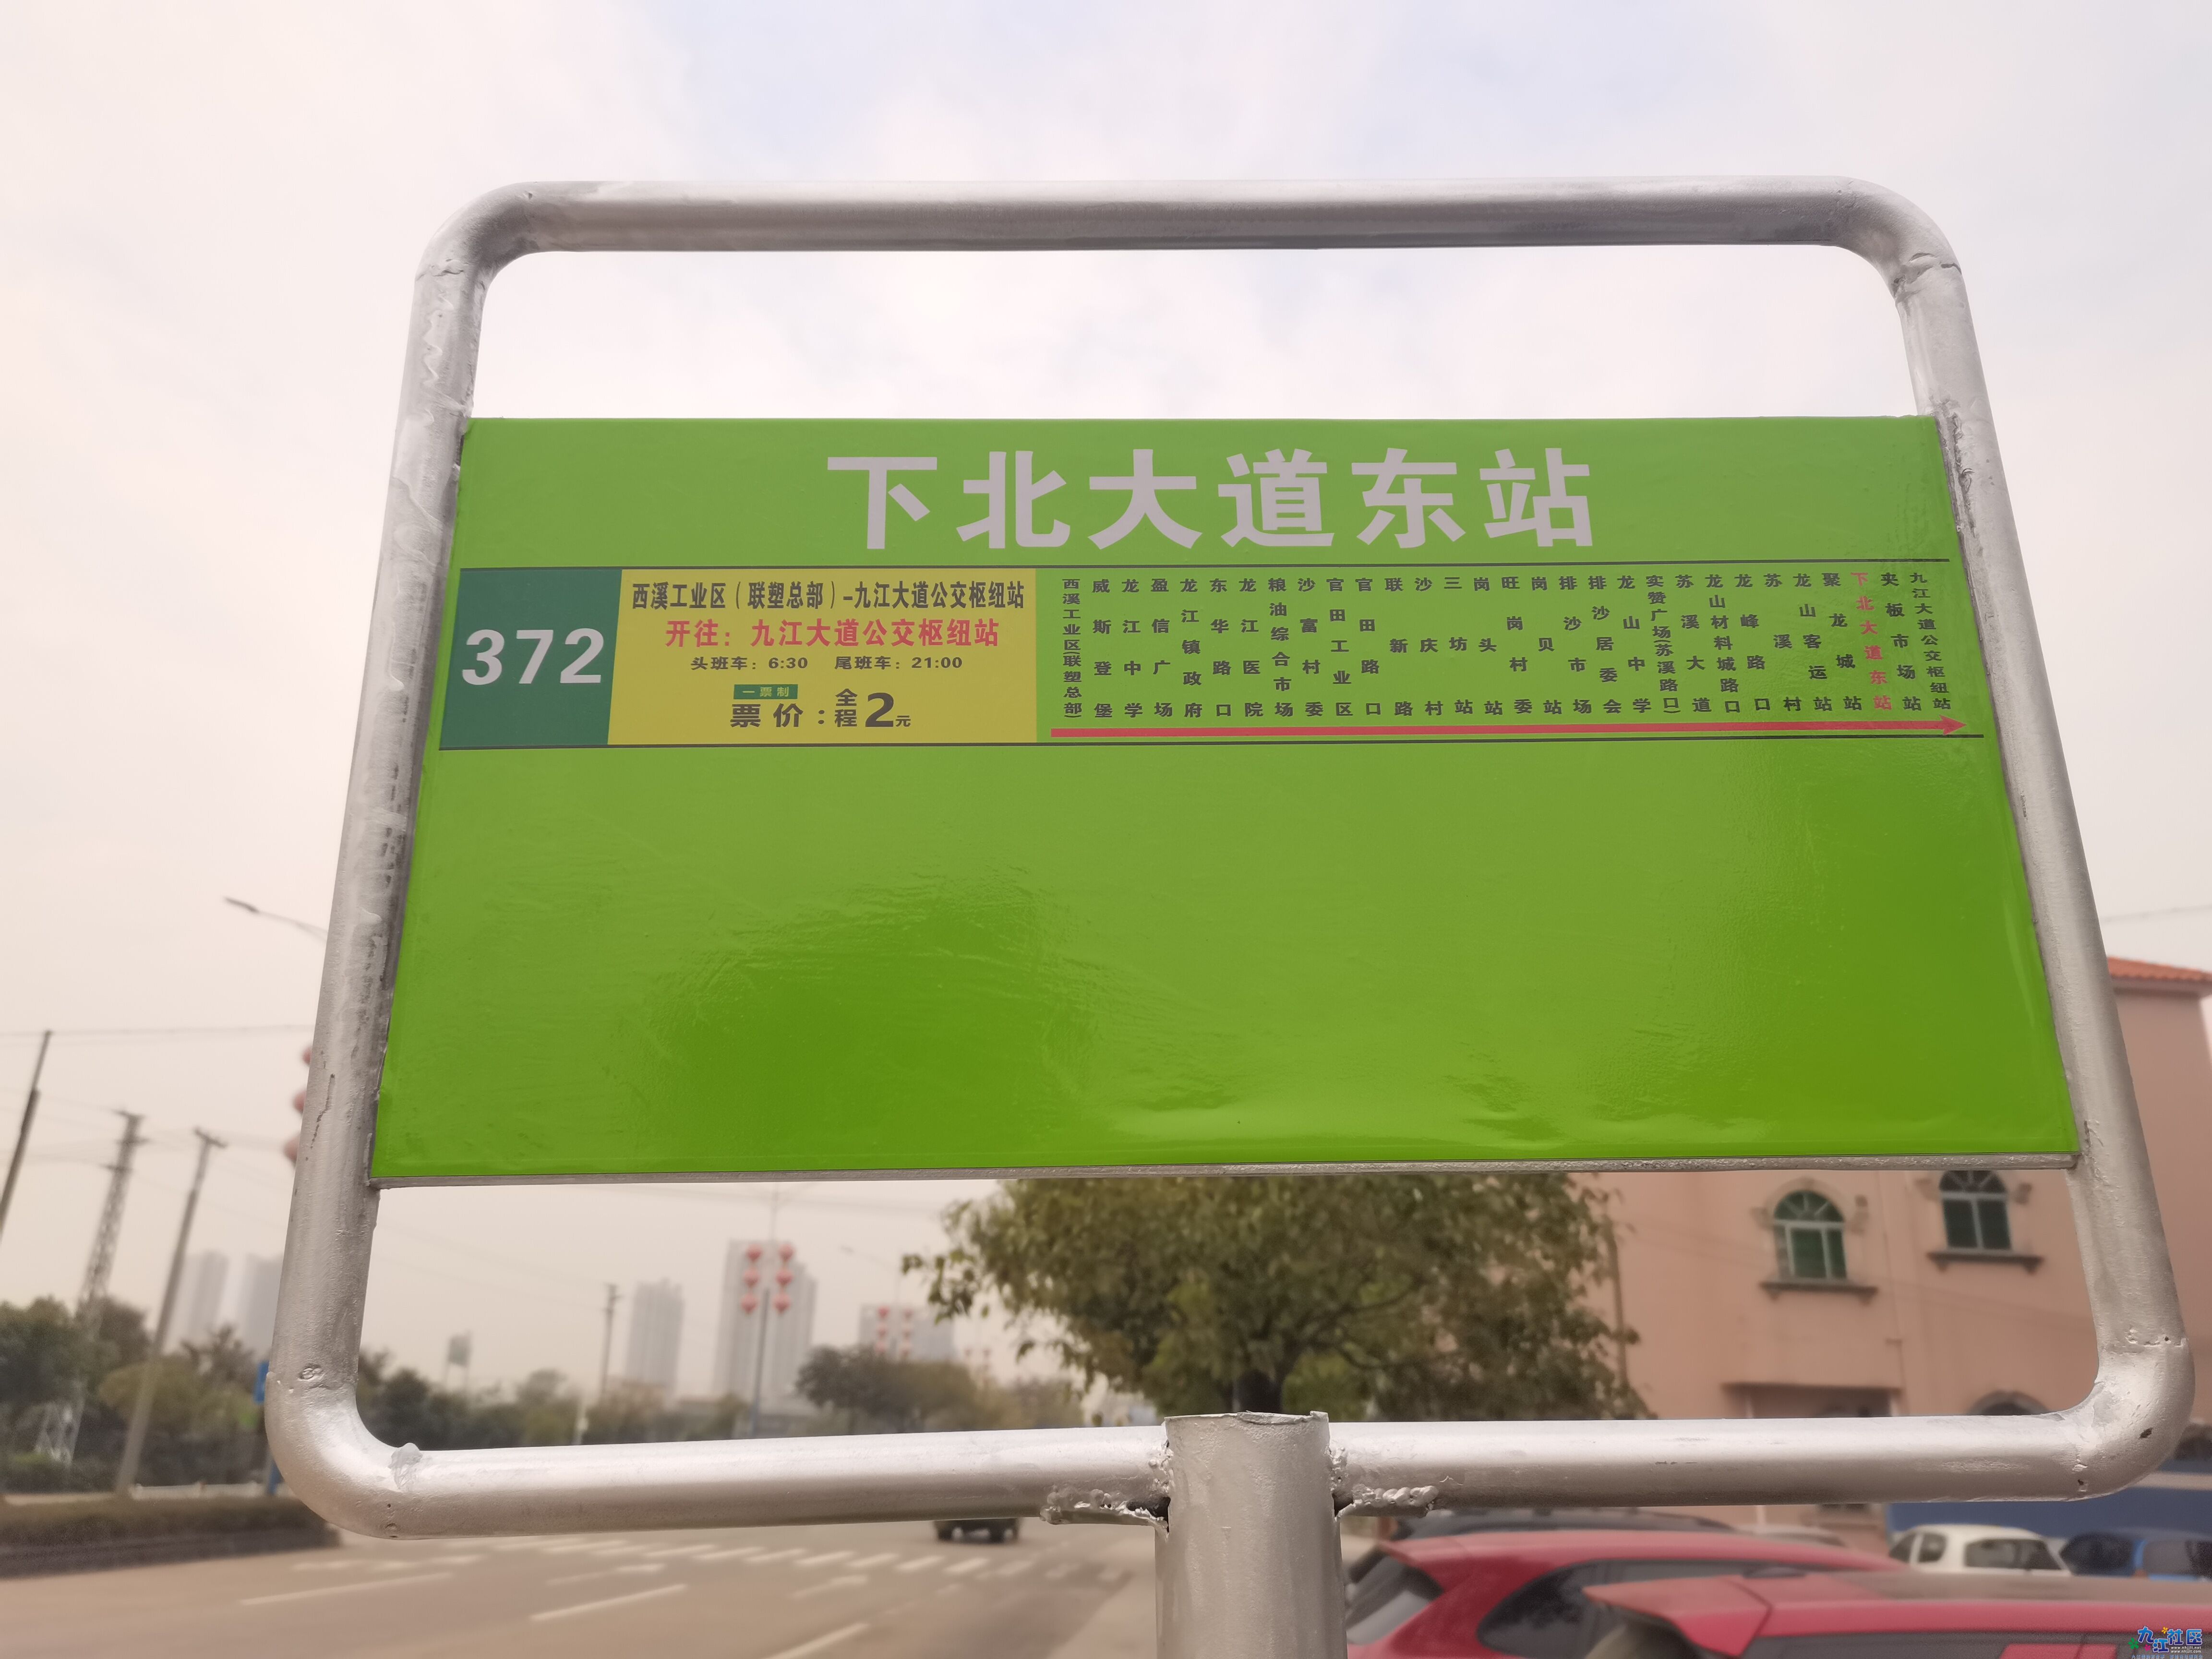 下北大道东站
372
西溪工业区（联塑总部）-九江大道公交枢纽站
开往：九江大道公交枢纽站
头班车：6:30 尾班车：21:00
一票制
票价：全程2元
西溪工业区(联塑总部)
威斯登堡
龙江中学
盈信广场
龙江镇政府
东华路口
龙江医院
粮油综合市场
沙富村委
官田工业区
官田路口
联新路
沙庆村
三坊站
岗头站
旺岗村委
岗贝站
排沙市场
排沙居委会
龙山中学
实赞广场(苏溪路口)
苏溪大道
龙山材料城路口
龙峰路口
苏溪村
龙山客运站
聚龙城站
下北大道东站
夹板市场站
九江大道公交枢纽站
九江社区